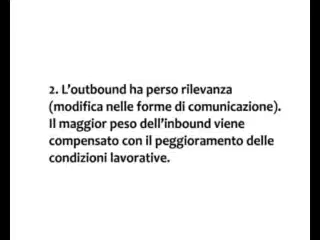 2. L'outbound ha perso rilevanza
(modifica nelle forme di comunicazione).
Il maggior peso dell'inbound viene
compensato con il peggioramento delle
condizioni lavorative.